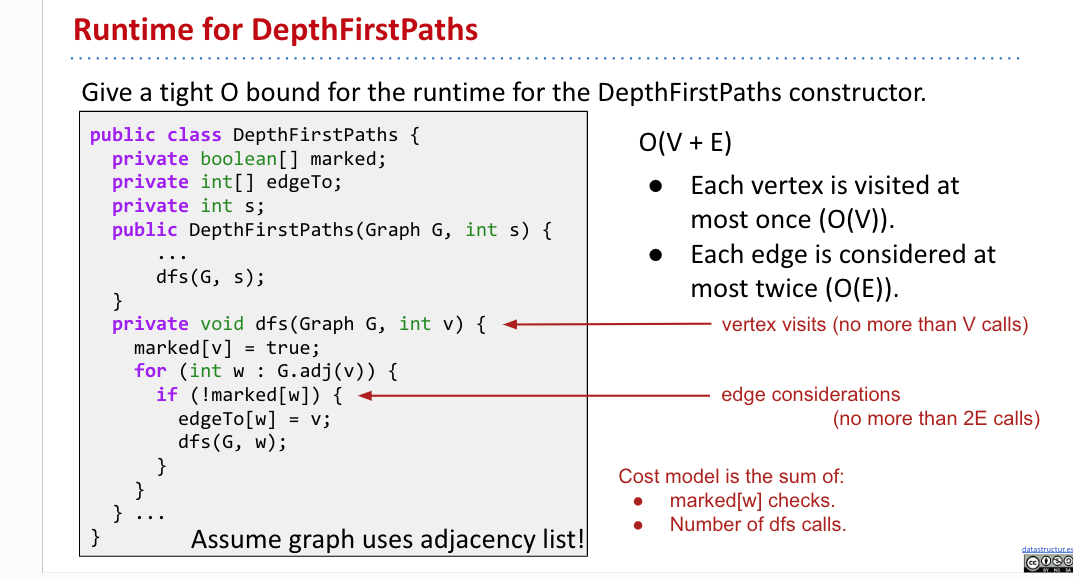 Runtime for DepthFirstPaths
Give a tight O bound for the runtime for the DepthFirstPaths constructor.
public class DepthFirstPaths {
private boolean[] marked;
private int[] edgeTo;
private int s;
public DepthFirstPaths(Graph G, int s) {
...
dfs(G, s);
}
private void dfs(Graph G, int v) {
marked[v] = true;
for (int w : G.adj(v)) {
if (!marked[w]) {
edgeTo[w] = v;
dfs(G, w);
}
}
} ...
}
Assume graph uses adjacency list!
O(V + E)
● Each vertex is visited at
most once (O(V)).
● Each edge is considered at
most twice (O(E)).
vertex visits (no more than V calls)
edge considerations
(no more than 2E calls)
Cost model is the sum of:
● marked[w] checks.
● Number of dfs calls.
datastructur.es